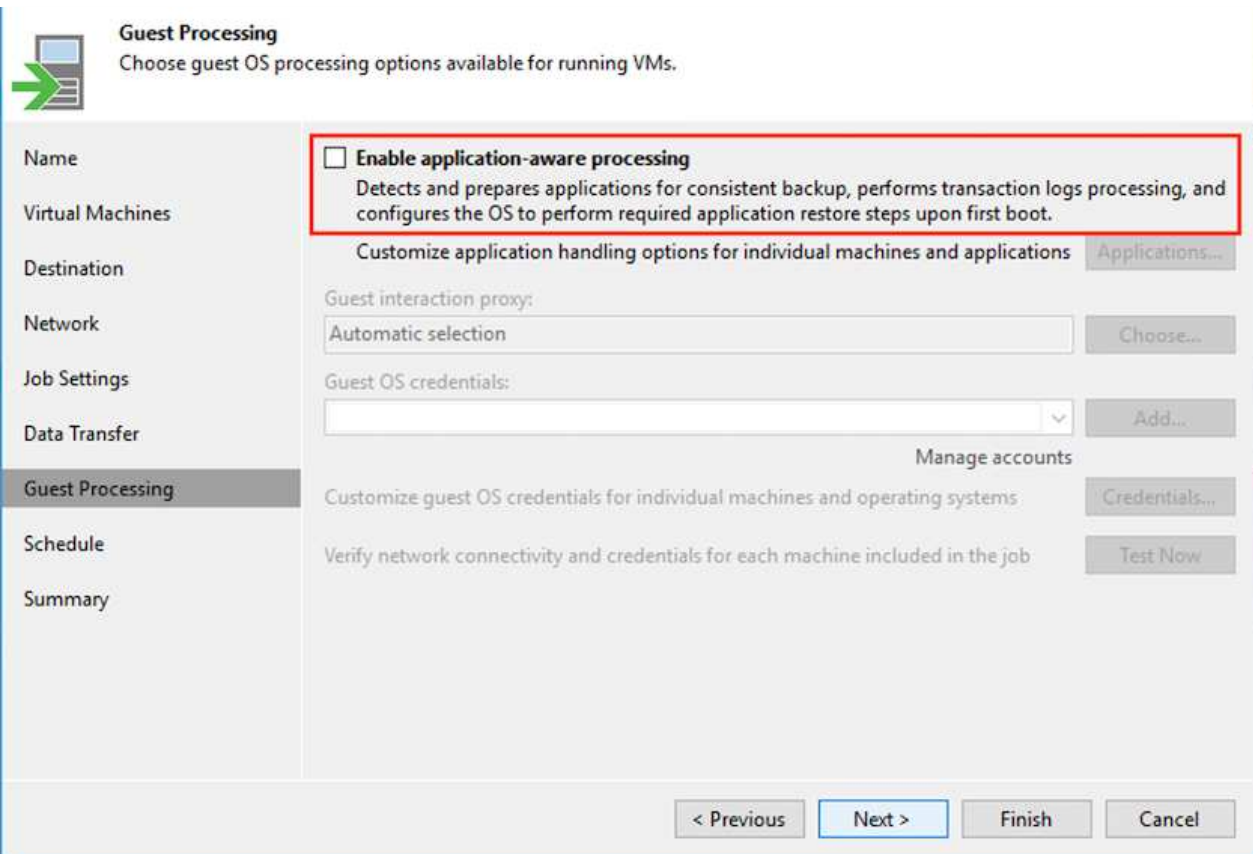 Guest Processing
Choose guest OS processing options available for running VMs.
Name
Virtual Machines
Destination
Network
Job Settings
Data Transfer
Guest Processing
Schedule
Summary
Enable application-aware processing
Detects and prepares applications for consistent backup, performs transaction logs processing, and
configures the OS to perform required application restore steps upon first boot.
Customize application handling options for individual machines and applications
Applications...
Guest interaction proxy:
Automatic selection
Choose...
Guest OS credentials:
Add...
Manage accounts
Customize guest OS credentials for individual machines and operating systems
Credentials...
Verify network connectivity and credentials for each machine included in the job
Test Now
< Previous
Next >
Finish
Cancel